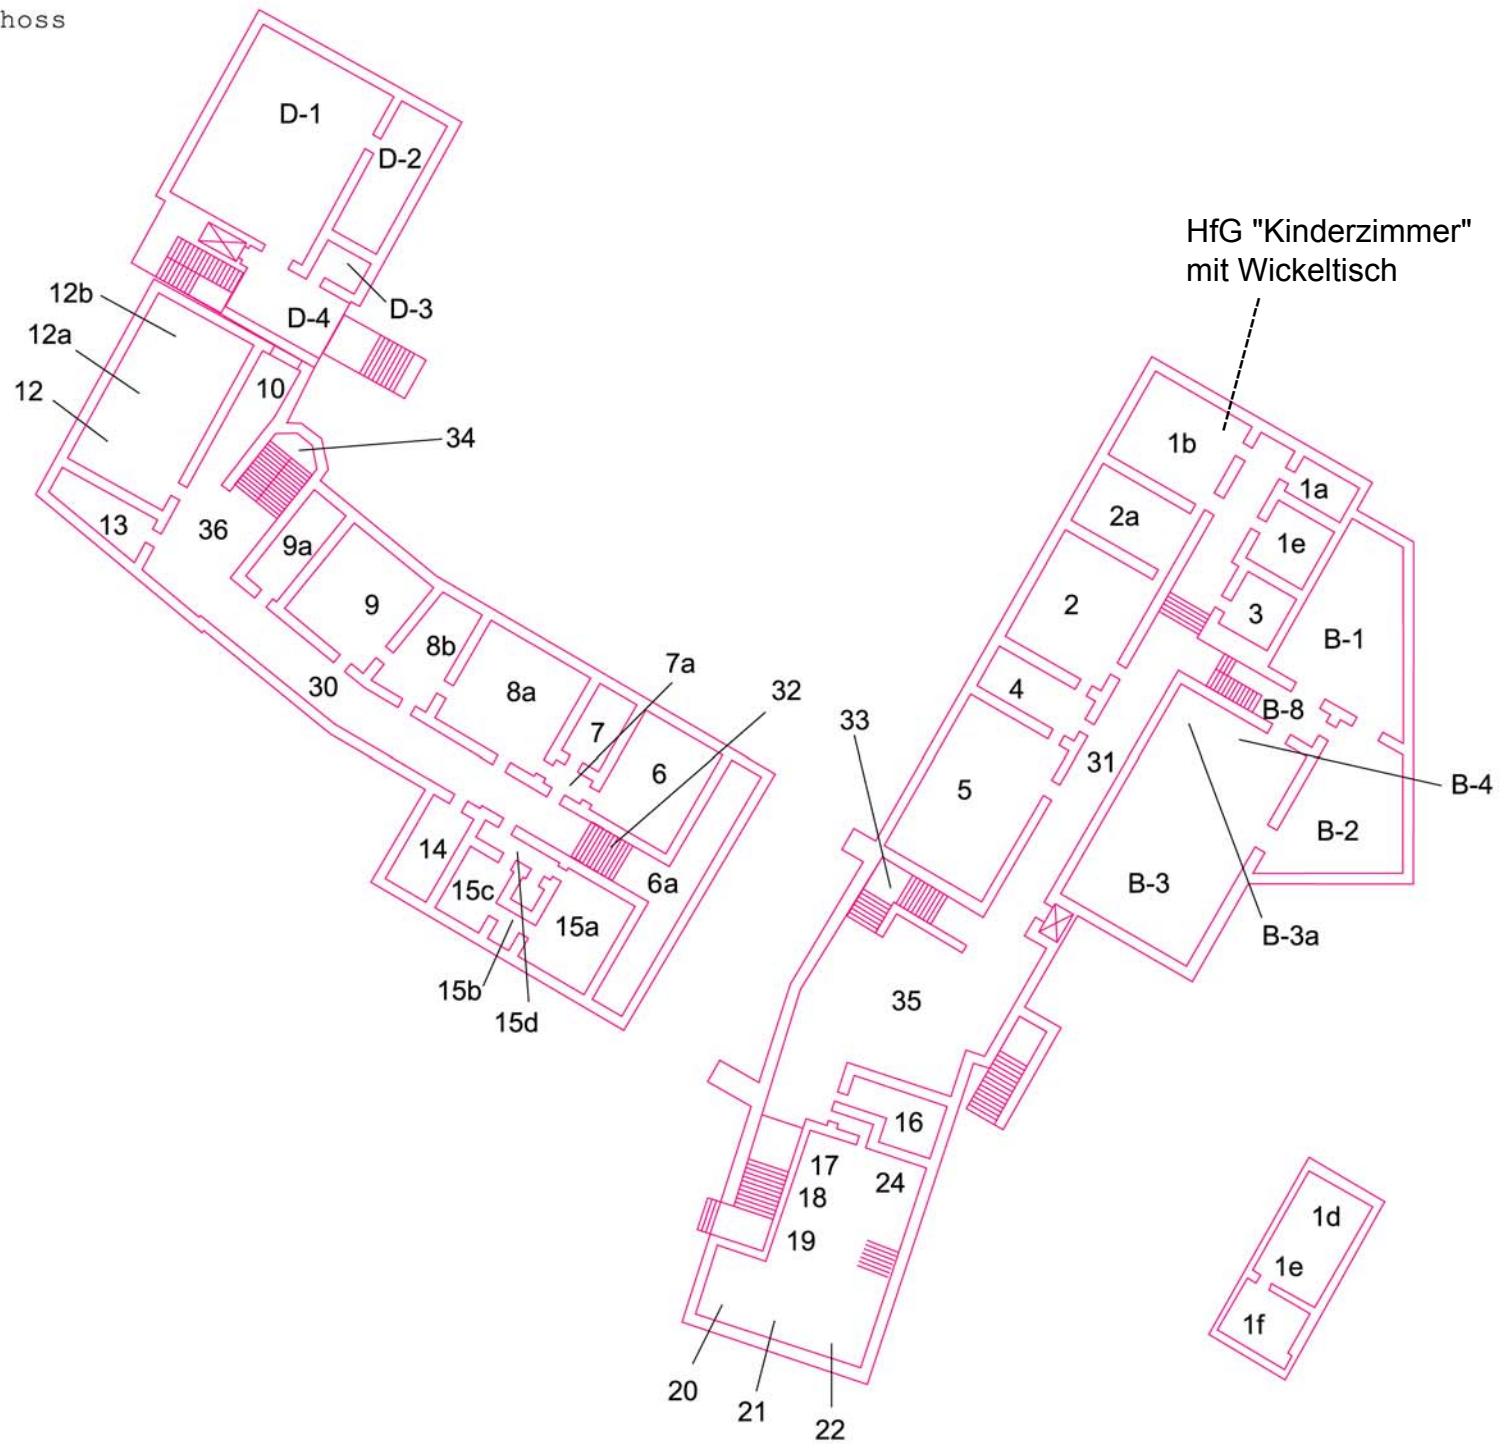 hoss
D-1
D-2
D-3
D-4
12b
12a
12
10
34
13
36
9a
9
8b
30
8a
7
7a
32
6
6a
14
15c
15a
15b
15d
HfG "Kinderzimmer"
mit Wickeltisch
1b
1a
2a
1e
2
3
B-1
4
B-8
33
31
5
B-4
B-2
B-3
B-3a
35
16
17
24
18
19
20
21
22
1d
1e
1f